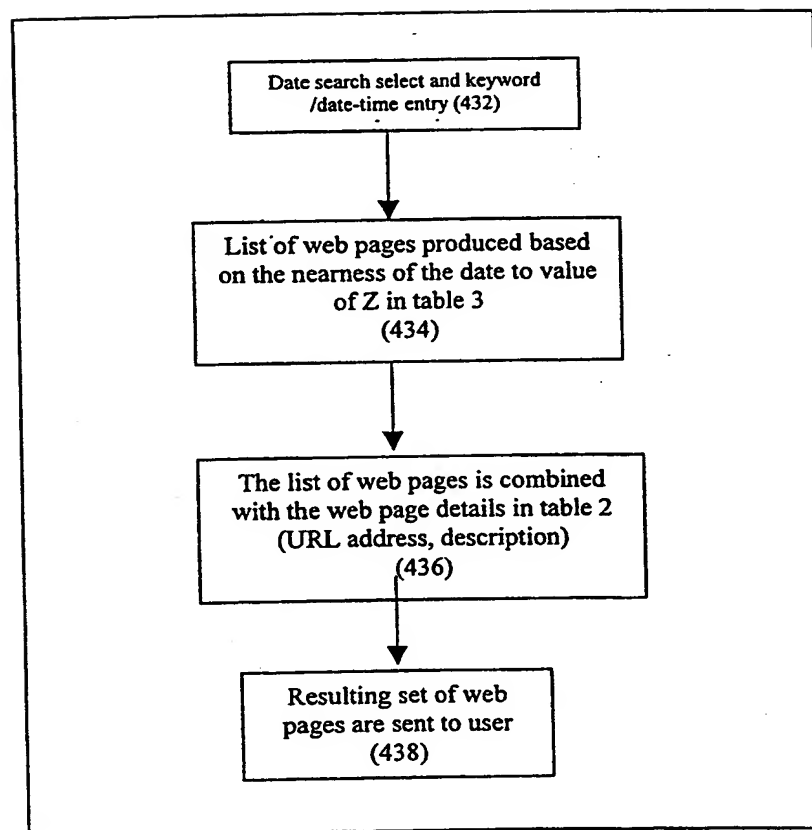 Date search select and keyword
/date-time entry (432)
List of web pages produced based
on the nearness of the date to value
of Z in table 3
(434)
The list of web pages is combined
with the web page details in table 2
(URL address, description)
(436)
Resulting set of web
pages are sent to user
(438)